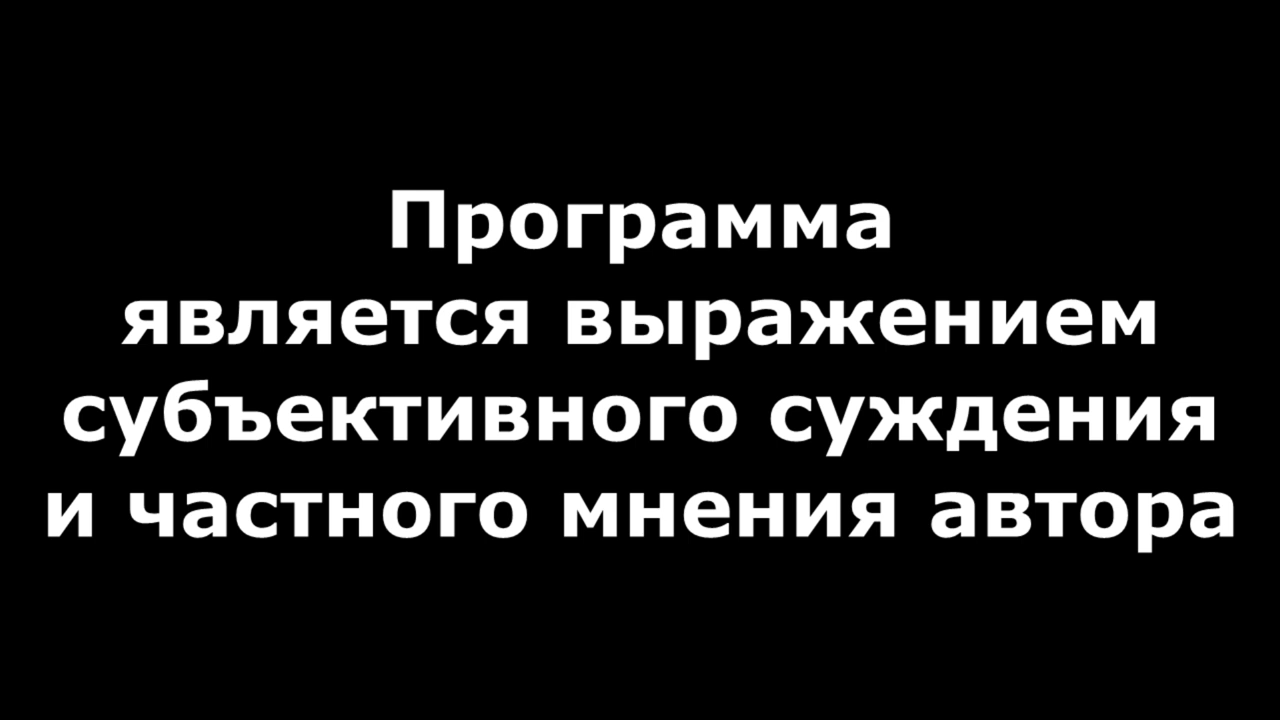 Программа
является выражением
субъективного суждения
и частного мнения автора